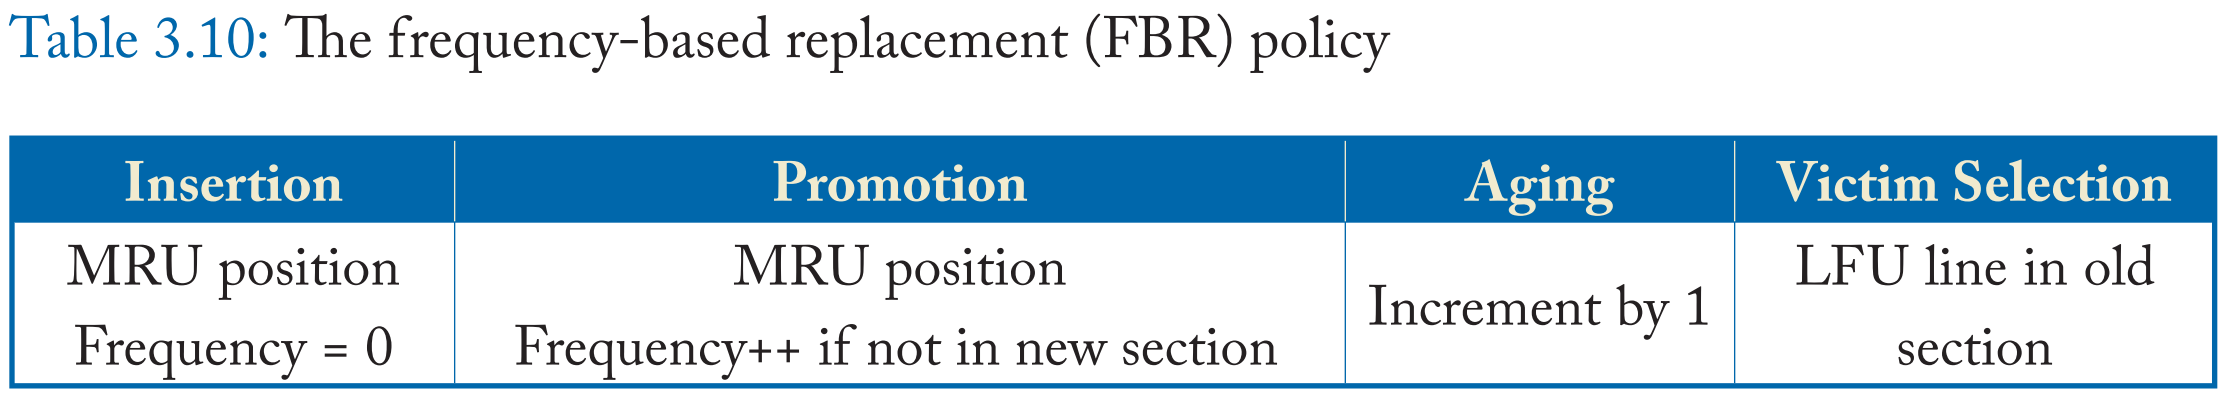 Table 3.10: The frequency-based replacement (FBR) policy
Insertion Promotion Aging Victim Selection
MRU position
Frequency = 0
MRU position
Frequency++ if not in new section
Increment by 1
LFU line in old
section